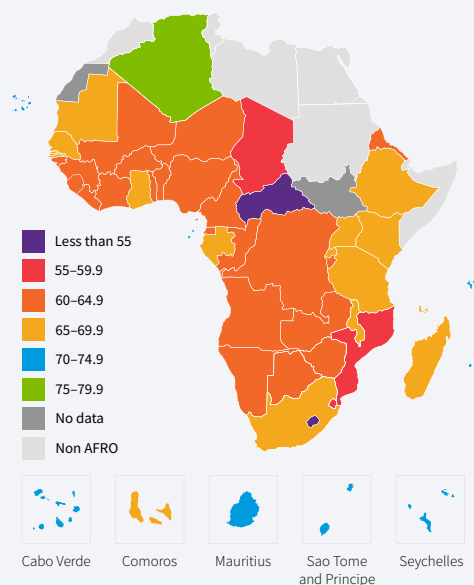 Less than 55
55–59.9
60–64.9
65–69.9
70–74.9
75–79.9
No data
Non AFRO
Cabo Verde
Comoros
Mauritius
Sao Tome
and Principe
Seychelles